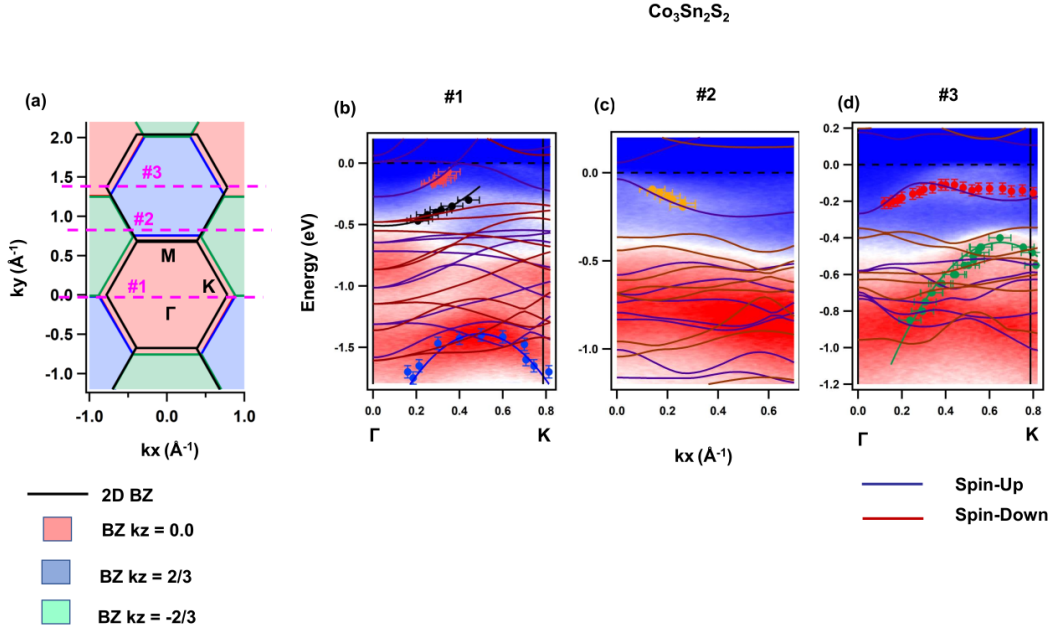 Co₃Sn₂S₂
(a)
2.0
1.5
1.0
0.5
0.0
-0.5
-1.0
ky (Å⁻¹)
#3
#2
#1
M
K
Γ
-1.0
0.0
1.0
kx (Å⁻¹)
2D BZ
BZ kz = 0.0
BZ kz = 2/3
BZ kz = -2/3
(b)
#1
0.0
-0.5
-1.0
-1.5
Energy (eV)
0.0 0.2 0.4 0.6 0.8
Γ K
(c)
#2
0.0
-0.5
-1.0
0.0 0.2 0.4 0.6
kx (Å⁻¹)
(d)
#3
0.2
0.0
-0.2
-0.4
-0.6
-0.8
-1.0
-1.2
0.0 0.2 0.4 0.6 0.8
Γ K
Spin-Up
Spin-Down